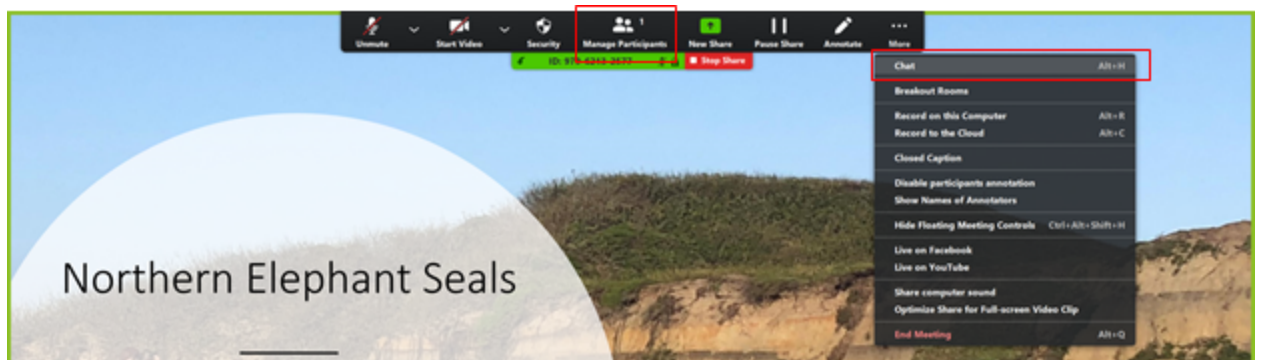 1
Unmute Start Video Security Manage Participants New Share Pause Share Annotate More
Stop Share
Chat Alt+H
Breakout Rooms
Record on this Computer Alt+R
Record to the Cloud Alt+C
Closed Caption
Disable participants annotation
Show Names of Annotators
Hide Floating Meeting Controls Ctrl+Alt+Shift+H
Live on Facebook
Live on YouTube
Share computer sound
Optimize Share for Full-screen Video Clip
End Meeting Alt+Q
Northern Elephant Seals